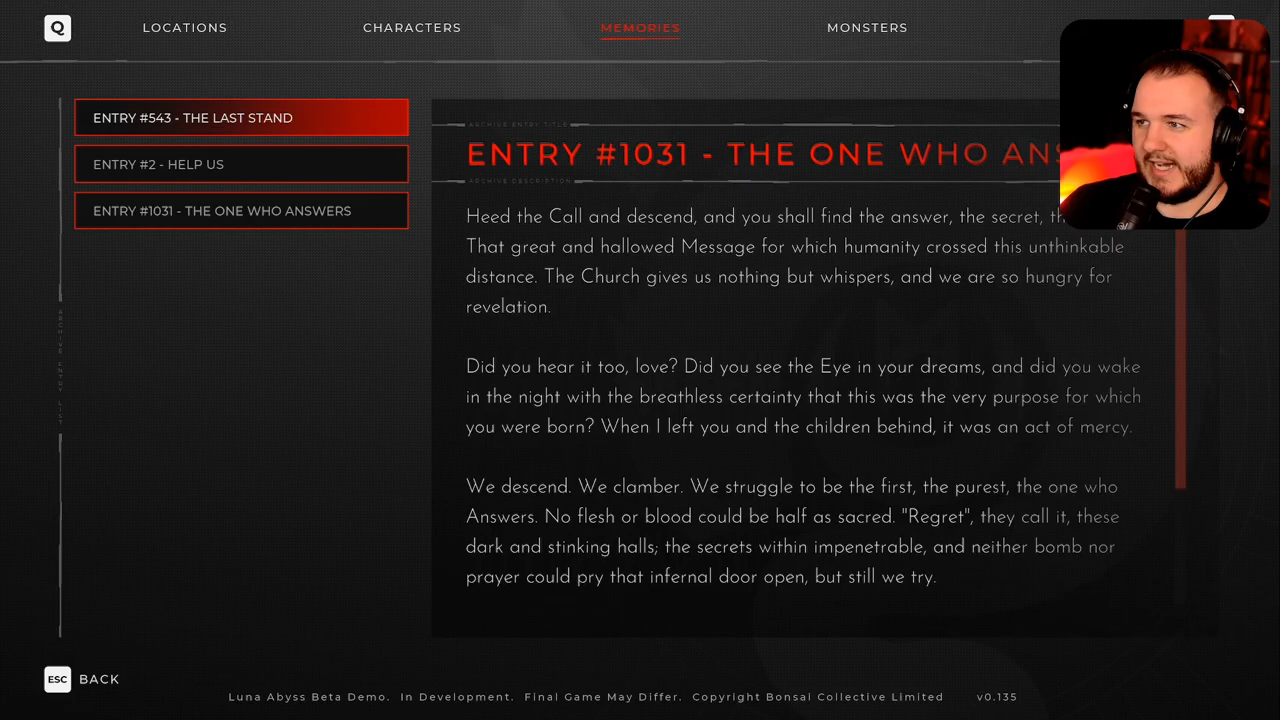 Q
LOCATIONS
CHARACTERS
MEMORIES
MONSTERS
ENTRY #543 - THE LAST STAND
ENTRY #2 - HELP US
ENTRY #1031 - THE ONE WHO ANSWERS
ARCHIVE ENTRY LIST
ARCHIVE ENTRY TITLE
ENTRY #1031 - THE ONE WHO ANS
ARCHIVE DESCRIPTION
Heed the Call and descend, and you shall find the answer, the secret,
That great and hallowed Message for which humanity crossed this unthinkable
distance. The Church gives us nothing but whispers, and we are so hungry for
revelation.
Did you hear it too, love? Did you see the Eye in your dreams, and did you wake
in the night with the breathless certainty that this was the very purpose for which
you were born? When I left you and the children behind, it was an act of mercy.
We descend. We clamber. We struggle to be the first, the purest, the one who
Answers. No flesh or blood could be half as sacred. "Regret", they call it, these
dark and stinking halls; the secrets within impenetrable, and neither bomb nor
prayer could pry that infernal door open, but still we try.
ESC BACK
Luna Abyss Beta Demo. In Development. Final Game May Differ. Copyright Bonsai Collective Limited v0.135